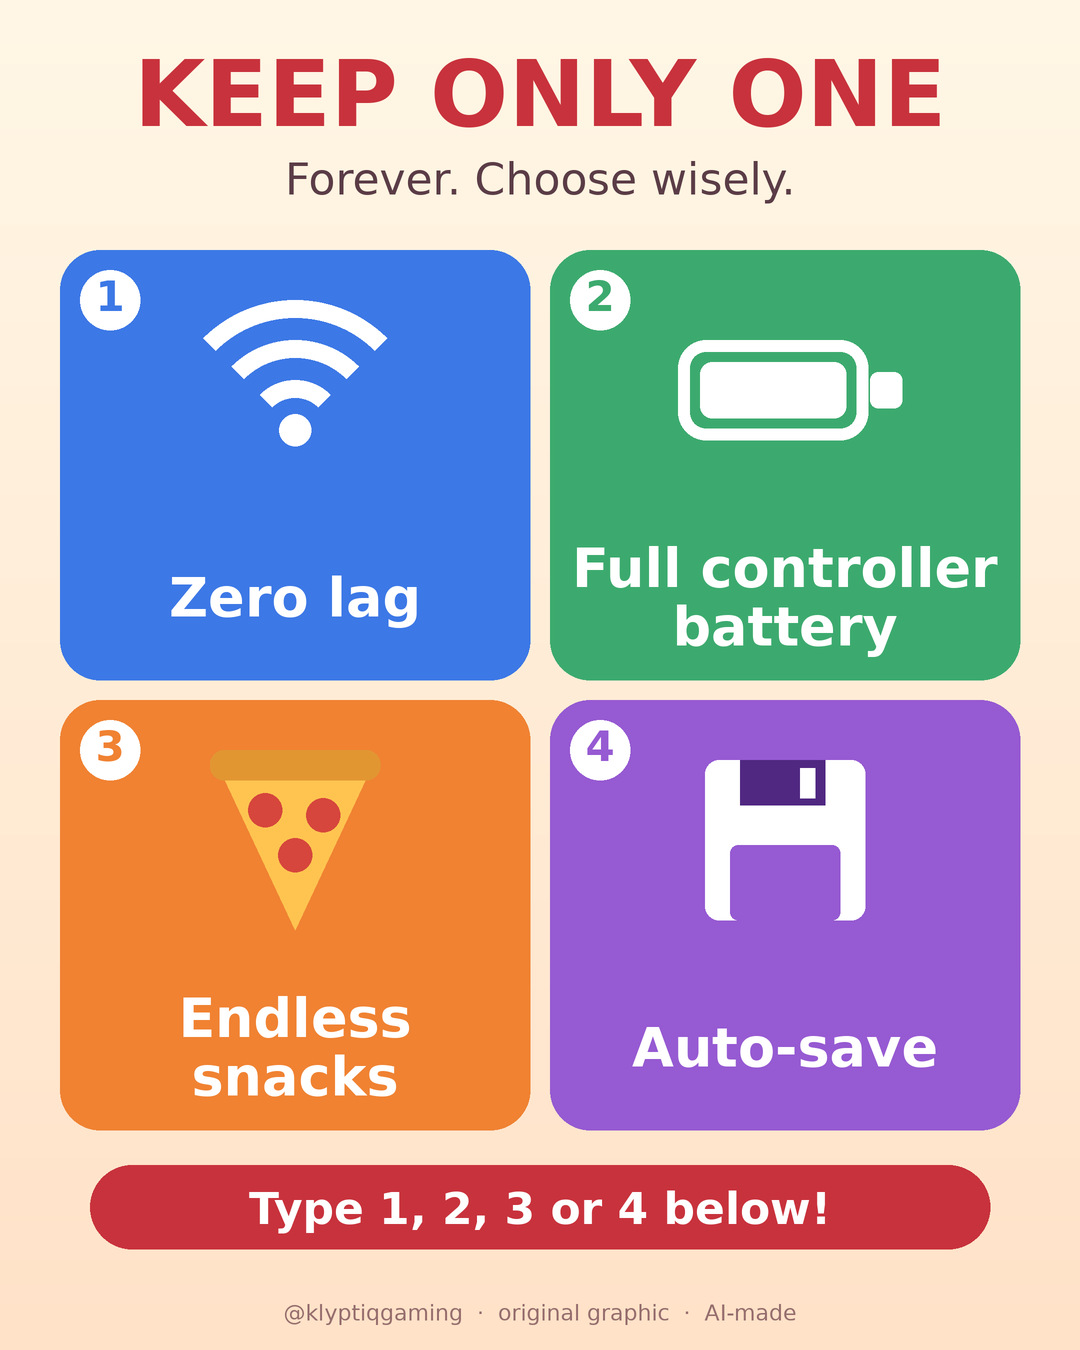 KEEP ONLY ONE
Forever. Choose wisely.
1
Zero lag
2
Full controller
battery
3
Endless
snacks
4
Auto-save
Type 1, 2, 3 or 4 below!
@klyptiqgaming · original graphic · AI-made